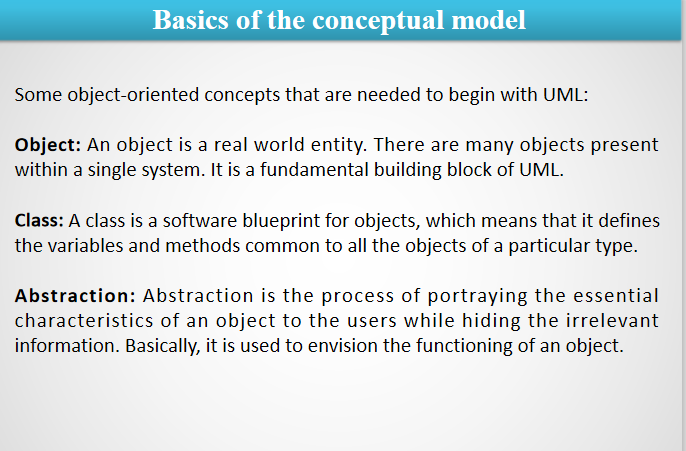 Basics of the conceptual model
Some object-oriented concepts that are needed to begin with UML:
Object: An object is a real world entity. There are many objects present
within a single system. It is a fundamental building block of UML.
Class: A class is a software blueprint for objects, which means that it defines
the variables and methods common to all the objects of a particular type.
Abstraction: Abstraction is the process of portraying the essential
characteristics of an object to the users while hiding the irrelevant
information. Basically, it is used to envision the functioning of an object.